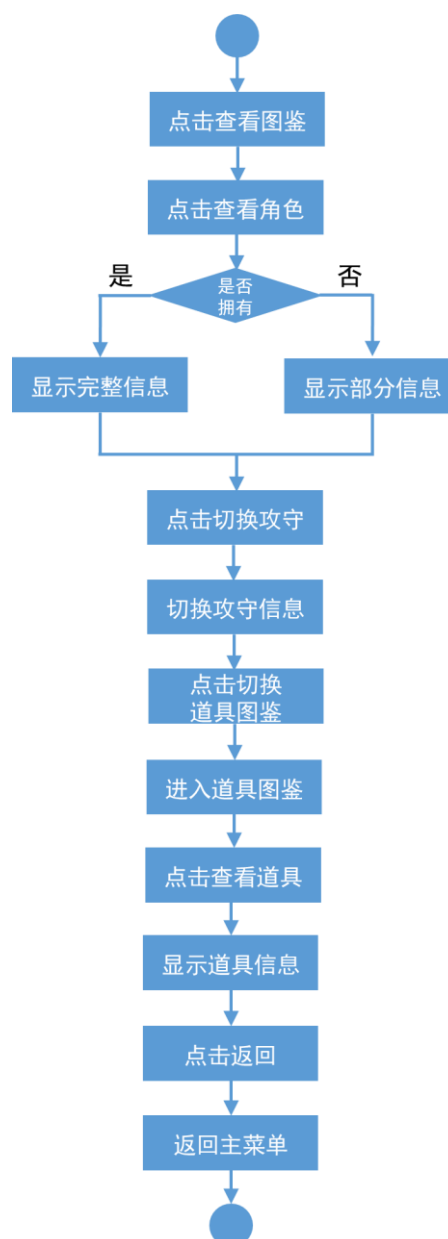 点击查看图鉴
点击查看角色
是
否
是否
拥有
显示完整信息
显示部分信息
点击切换攻守
切换攻守信息
点击切换
道具图鉴
进入道具图鉴
点击查看道具
显示道具信息
点击返回
返回主菜单